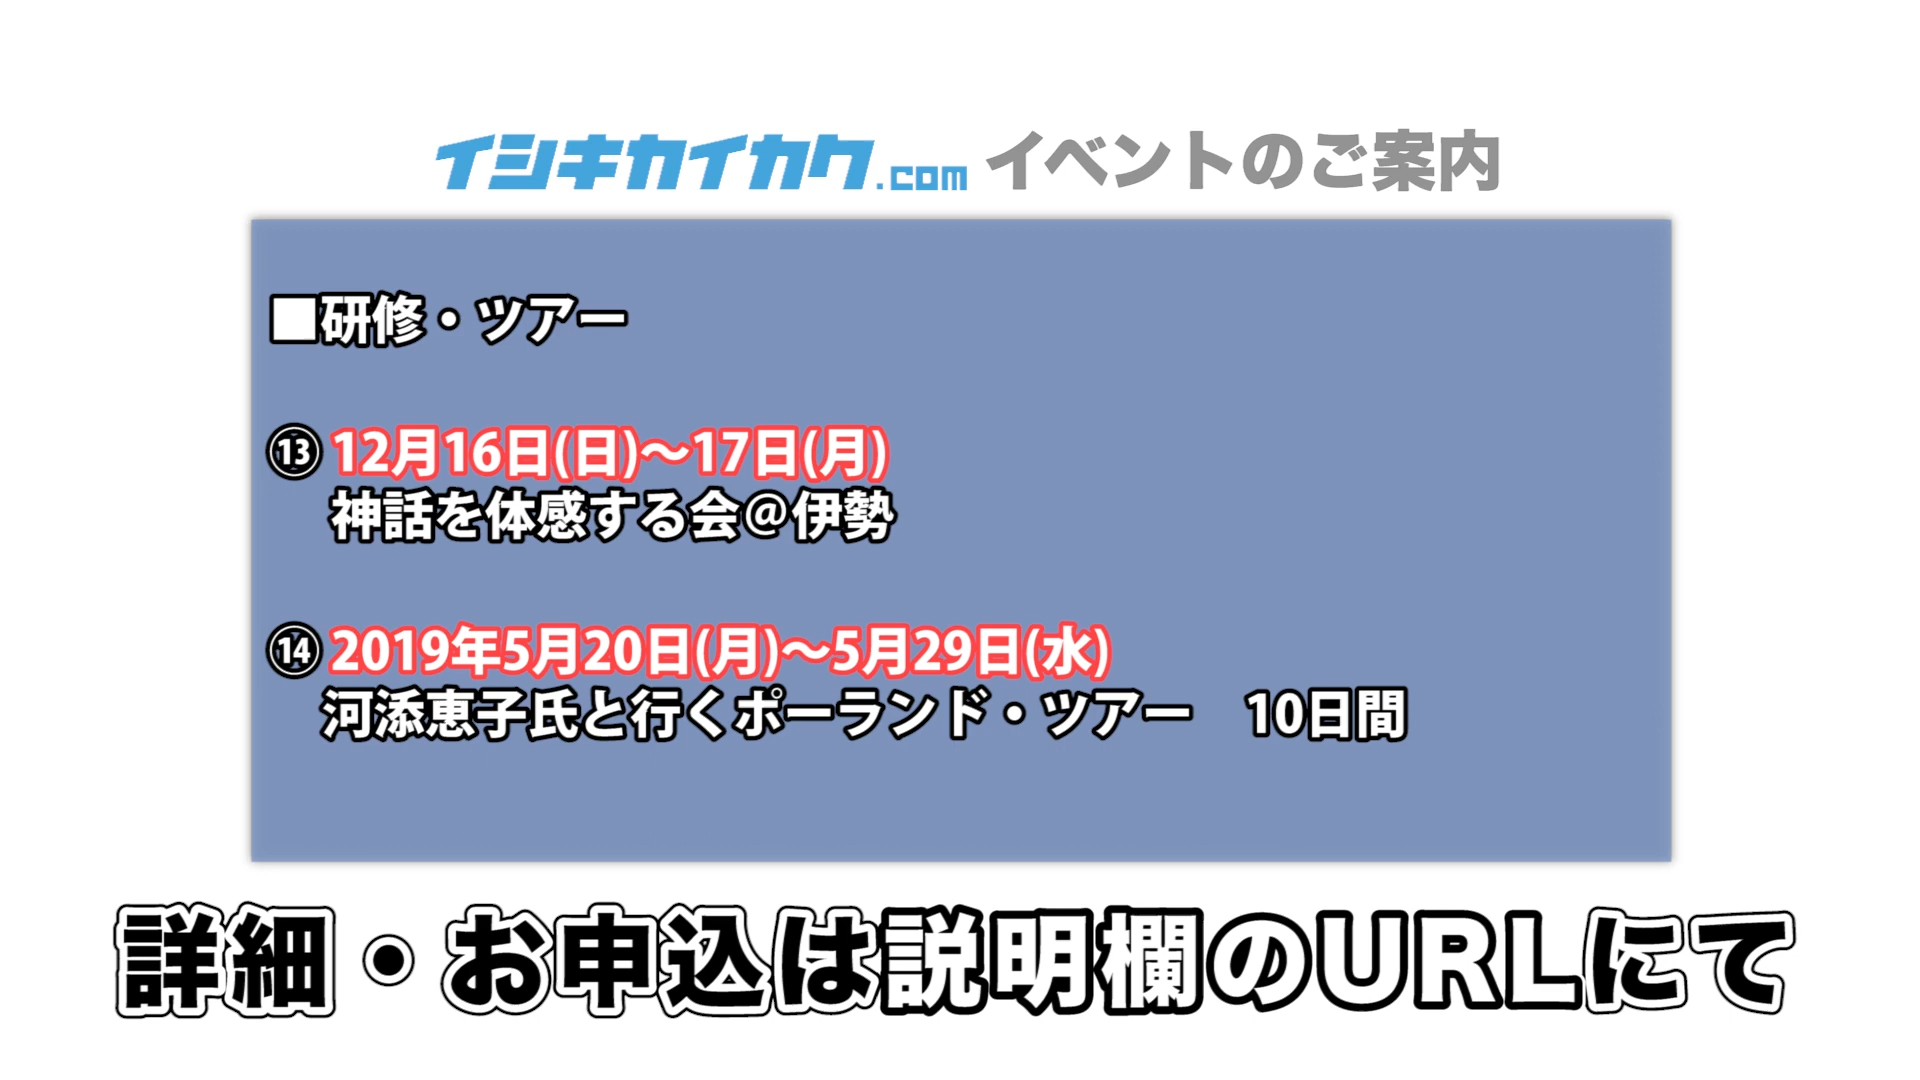 イシキカイカク.com イベントのご案内
■研修・ツアー
⑬ 12月16日(日)～17日(月)
神話を体感する会＠伊勢
⑭ 2019年5月20日(月)～5月29日(水)
河添恵子氏と行くポーランド・ツアー　10日間
詳細・お申込は説明欄のURLにて